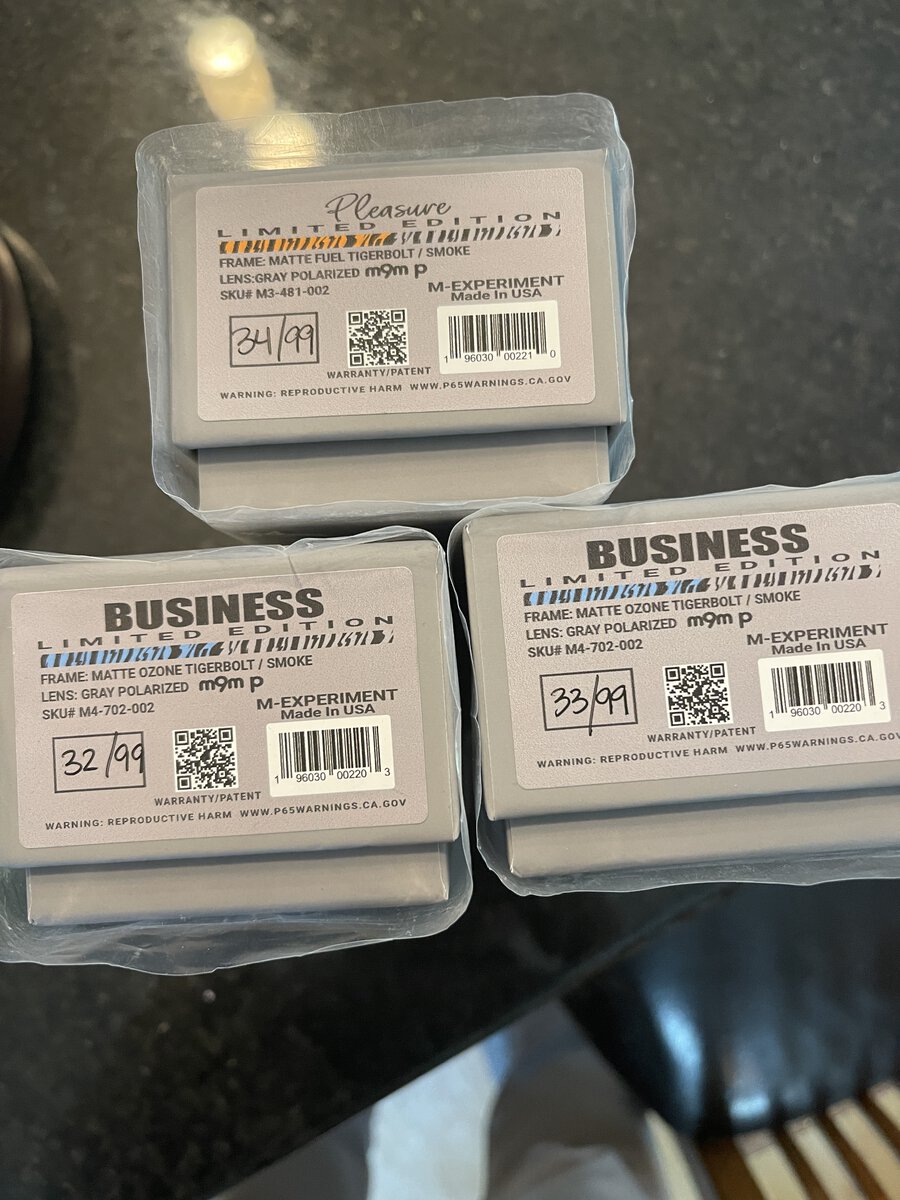 Pleasure
LIMITED EDITION
FRAME: MATTE FUEL TIGERBOLT / SMOKE
LENS:GRAY POLARIZED m9m p
SKU# M3-481-002
M-EXPERIMENT
Made In USA
34/99
1 96030 00221 0
WARRANTY/PATENT
WARNING: REPRODUCTIVE HARM WWW.P65WARNINGS.CA.GOV
BUSINESS
LIMITED EDITION
FRAME: MATTE OZONE TIGERBOLT / SMOKE
LENS: GRAY POLARIZED m9m p
SKU# M4-702-002
M-EXPERIMENT
Made In USA
32/99
1 96030 00220 3
WARRANTY/PATENT
WARNING: REPRODUCTIVE HARM WWW.P65WARNINGS.CA.GOV
BUSINESS
LIMITED EDITION
FRAME: MATTE OZONE TIGERBOLT / SMOKE
LENS: GRAY POLARIZED m9m p
SKU# M4-702-002
M-EXPERIMENT
Made In USA
33/99
1 96030 00220 3
WARRANTY/PATENT
WARNING: REPRODUCTIVE HARM WWW.P65WARNINGS.CA.GOV